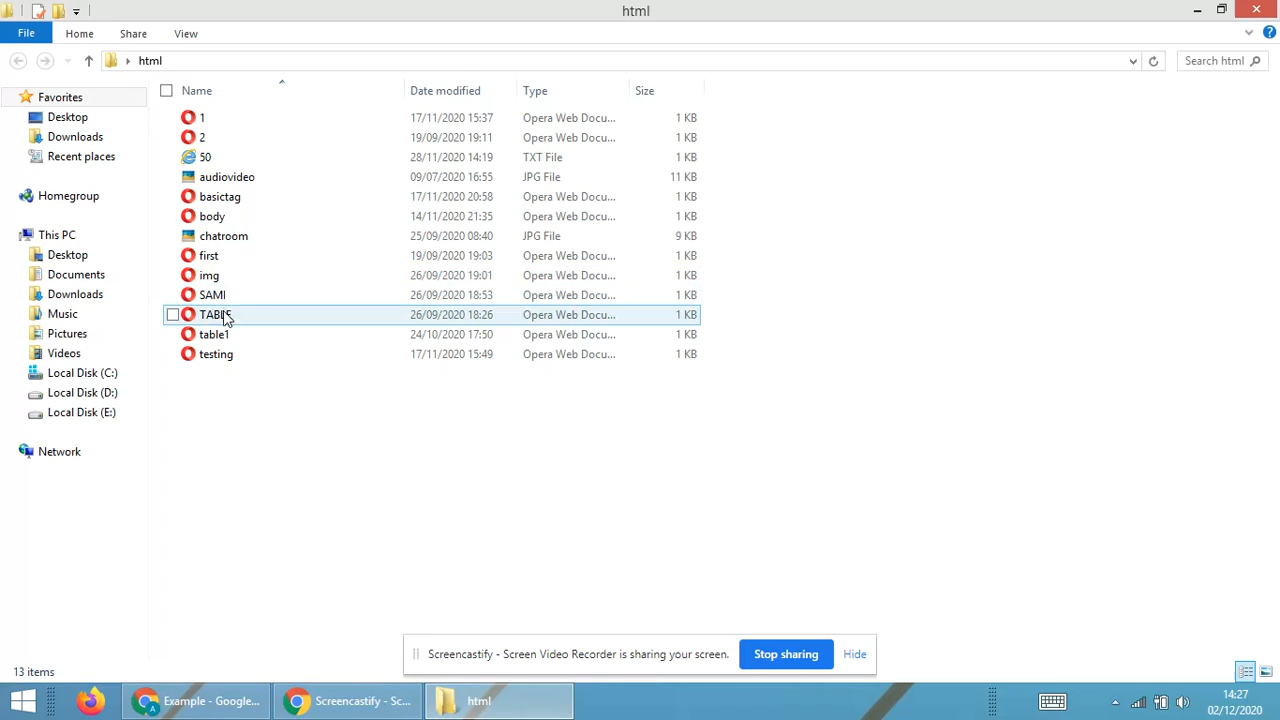 html
File Home Share View
html Search html
Name Date modified Type Size
Favorites
Desktop
Downloads
Recent places
Homegroup
This PC
Desktop
Documents
Downloads
Music
Pictures
Videos
Local Disk (C:)
Local Disk (D:)
Local Disk (E:)
Network
1 17/11/2020 15:37 Opera Web Docu... 1 KB
2 19/09/2020 19:11 Opera Web Docu... 1 KB
50 28/11/2020 14:19 TXT File 1 KB
audiovideo 09/07/2020 16:55 JPG File 11 KB
basictag 17/11/2020 20:58 Opera Web Docu... 1 KB
body 14/11/2020 21:35 Opera Web Docu... 1 KB
chatroom 25/09/2020 08:40 JPG File 9 KB
first 19/09/2020 19:03 Opera Web Docu... 1 KB
img 26/09/2020 19:01 Opera Web Docu... 1 KB
SAMI 26/09/2020 18:53 Opera Web Docu... 1 KB
TABLE 26/09/2020 18:26 Opera Web Docu... 1 KB
table1 24/10/2020 17:50 Opera Web Docu... 1 KB
testing 17/11/2020 15:49 Opera Web Docu... 1 KB
Screencastify - Screen Video Recorder is sharing your screen. Stop sharing Hide
13 items
Example - Google... Screencastify - Sc... html 14:27
02/12/2020